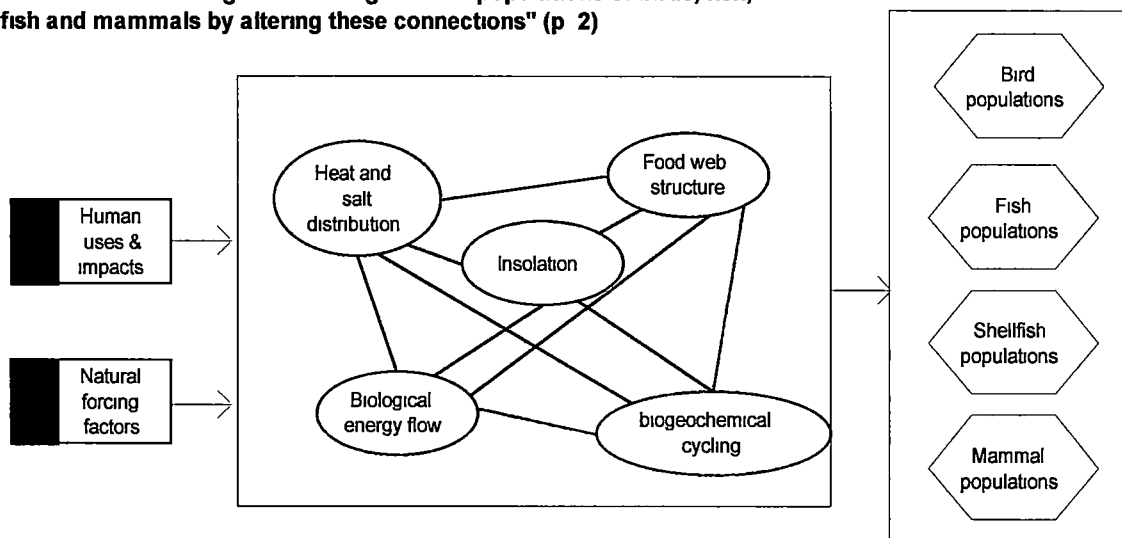 populations
fish and mammals by altering these connections" (p 2)
Human
uses &
impacts
Natural
forcing
factors
Heat and
salt
distribution
Food web
structure
Insolation
Biological
energy flow
biogeochemical
cycling
Bird
populations
Fish
populations
Shellfish
populations
Mammal
populations